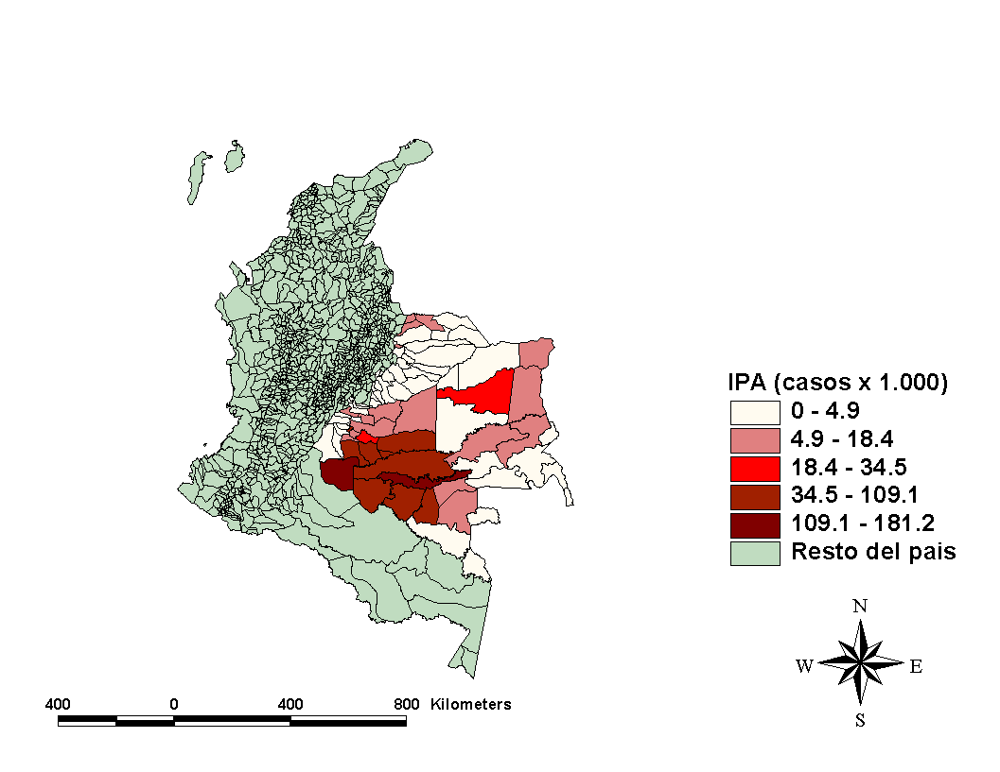 IPA (casos x 1.000)
0 - 4.9
4.9 - 18.4
18.4 - 34.5
34.5 - 109.1
109.1 - 181.2
Resto del pais
N
W E
S
400 0 400 800 Kilometers